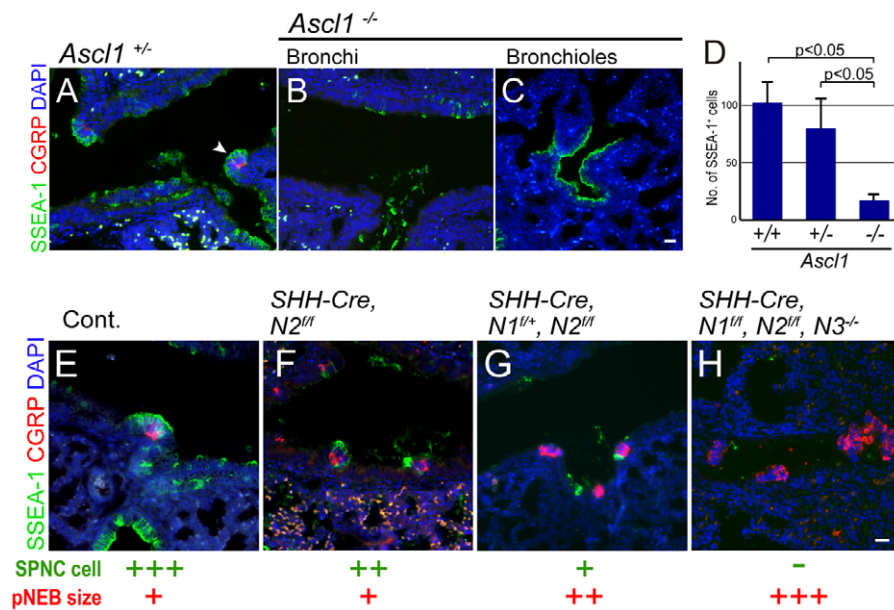 Ascl1 +/-
Ascl1 -/-
Bronchi
Bronchioles
A
B
C
SSEA-1 CGRP DAPI
D
p<0.05
p<0.05
No. of SSEA-1+ cells
100
50
0
+/+ +/- -/-
Ascl1
Cont.
SHH-Cre,
N2f/f
SHH-Cre,
N1f/+, N2f/f
SHH-Cre,
N1f/f, N2f/f, N3-/-
E
F
G
H
SSEA-1 CGRP DAPI
SPNC cell +++ ++ + -
pNEB size + + ++ +++